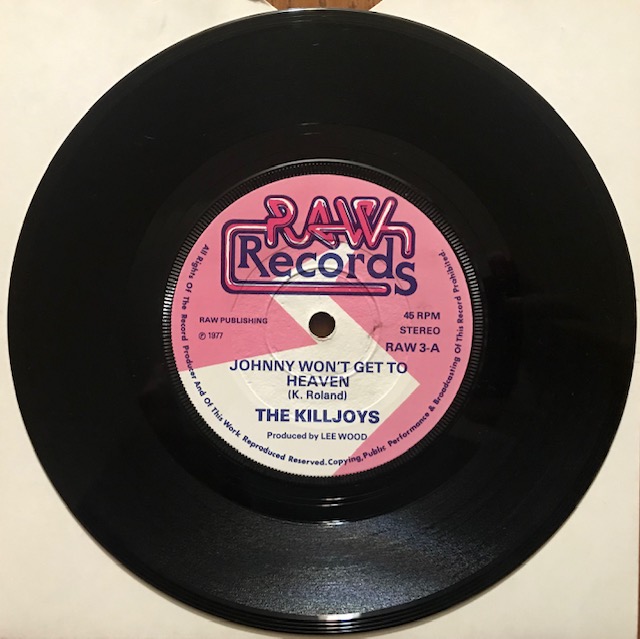 RAW
Records
RAW PUBLISHING
℗ 1977
45 RPM
STEREO
RAW 3-A
JOHNNY WON'T GET TO
HEAVEN
(K. Roland)
THE KILLJOYS
Produced by LEE WOOD
All Rights Of The Record Producer And Of This Work Reproduced Reserved. Copying, Public Performance & Broadcasting Of This Record Prohibited.